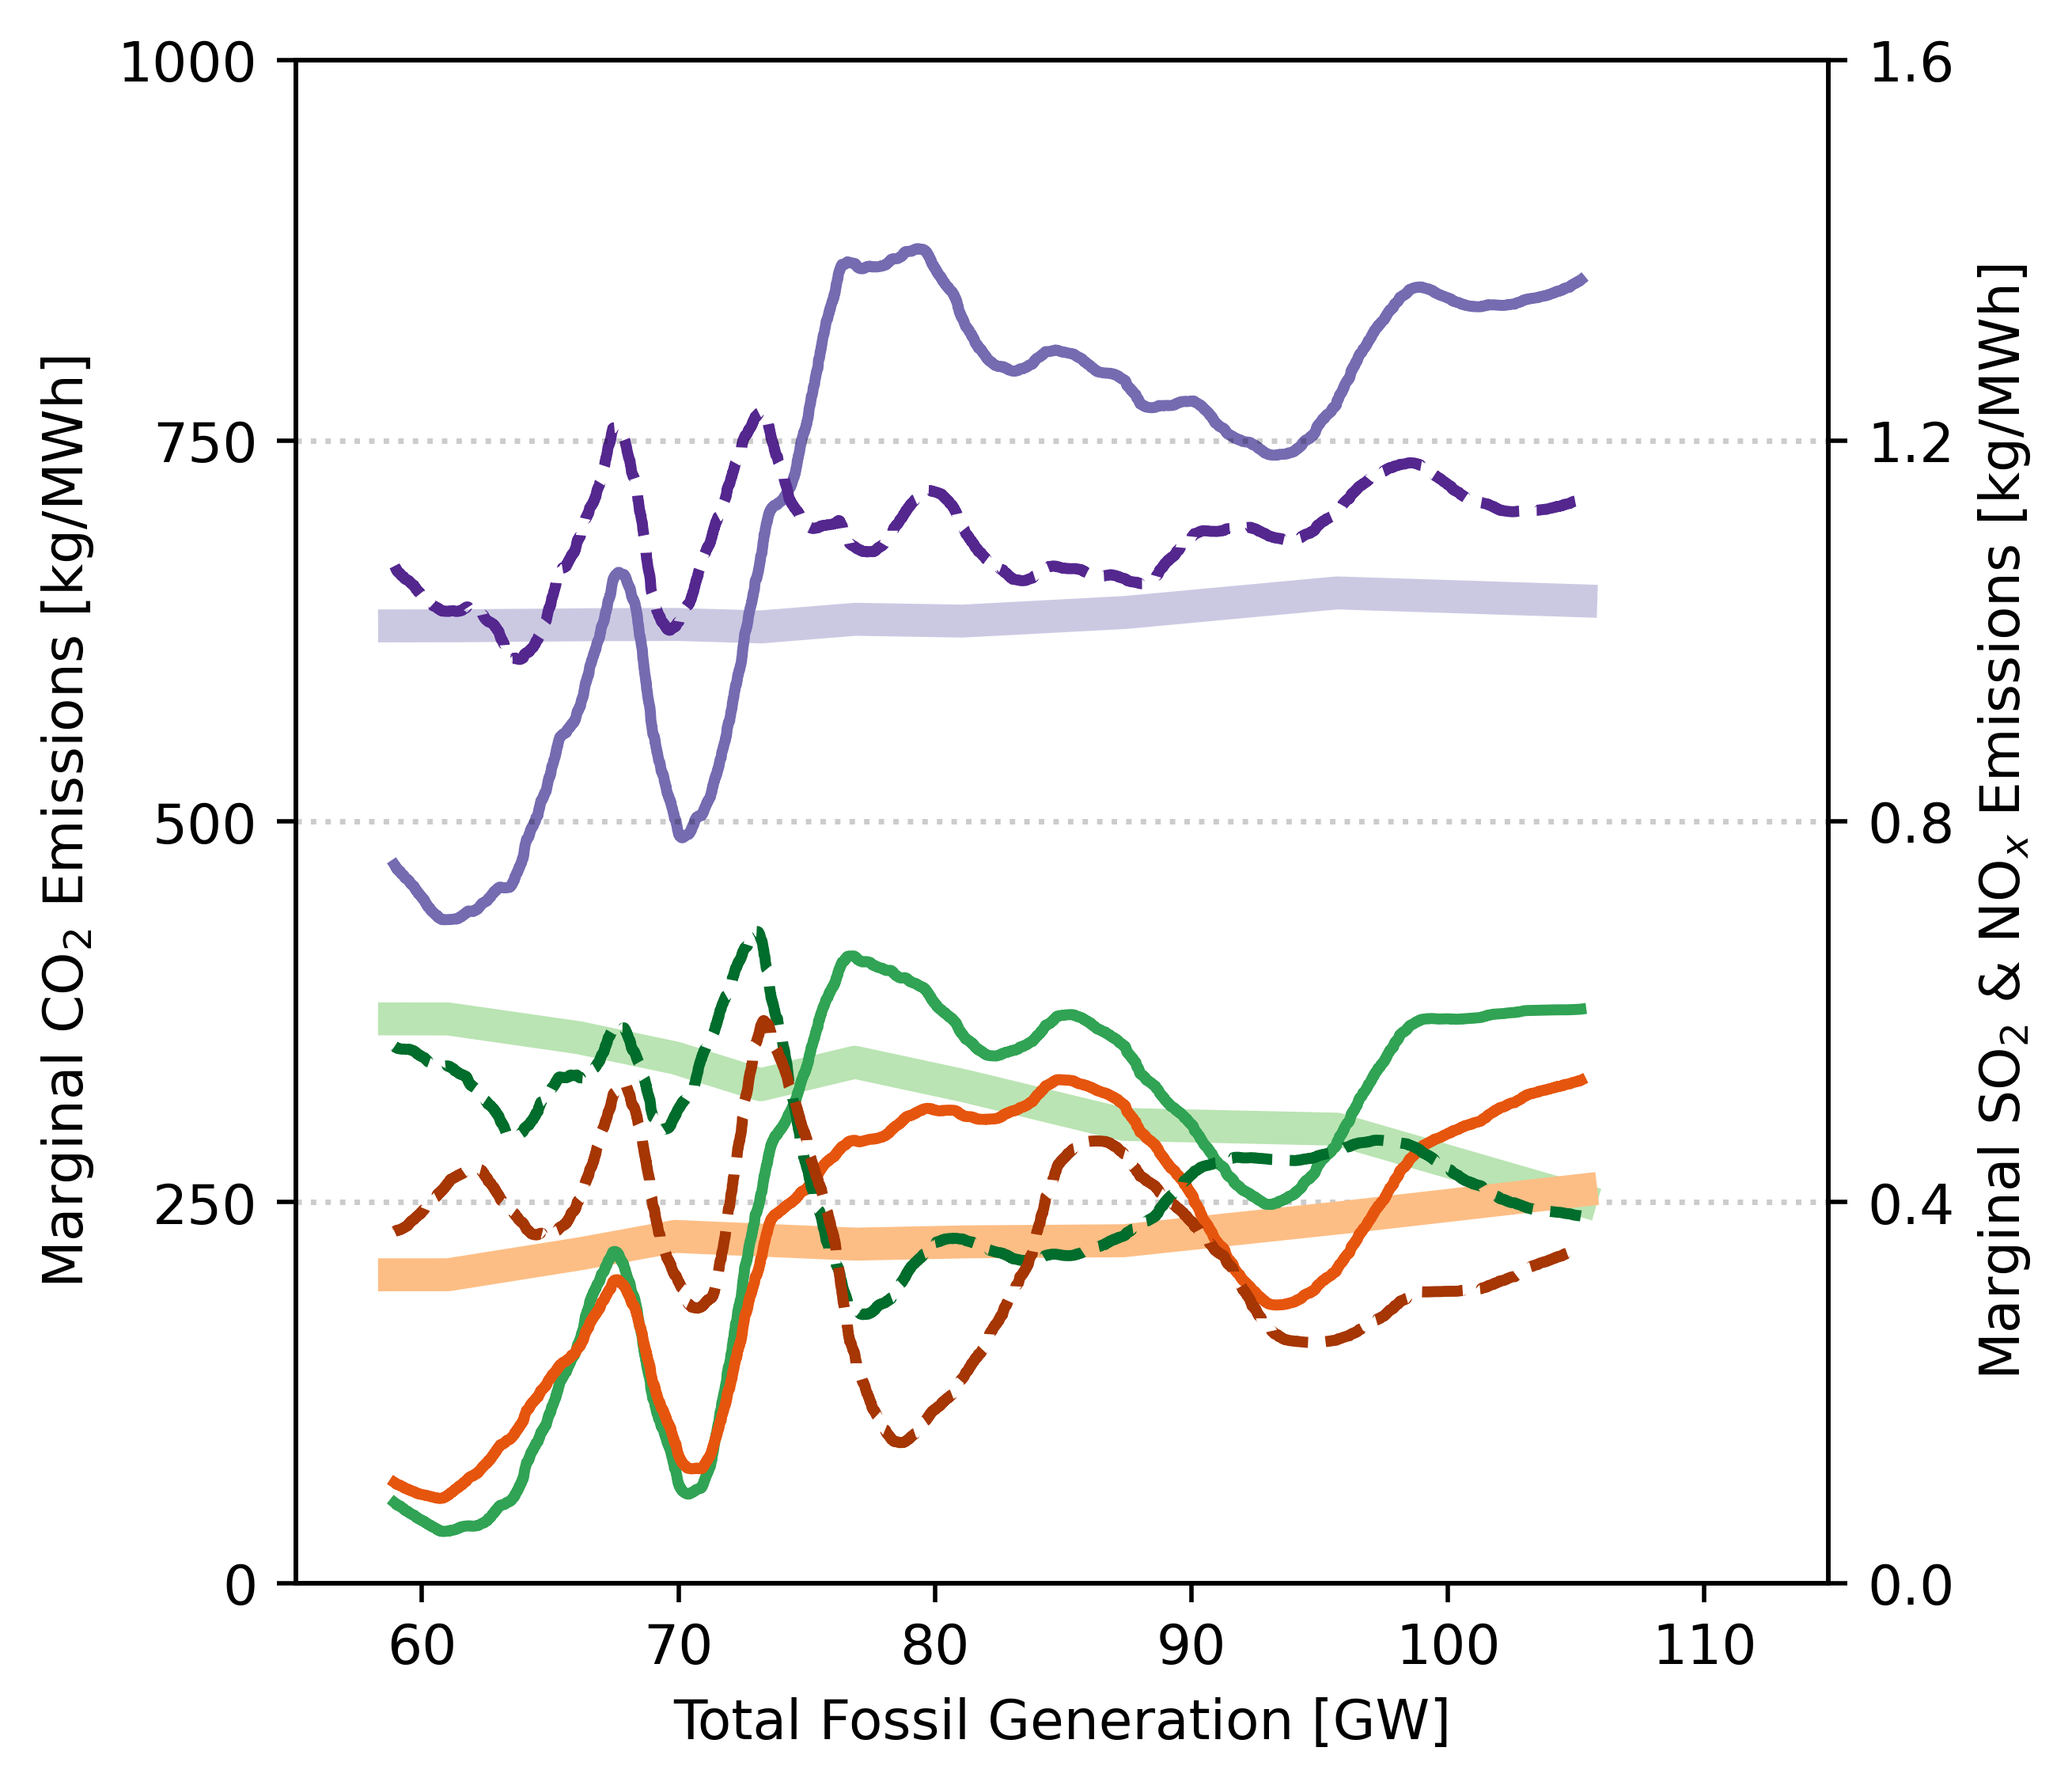 1000
750
500
250
0
Marginal CO₂ Emissions [kg/MWh]
1.6
1.2
0.8
0.4
0.0
Marginal SO₂ & NOₓ Emissions [kg/MWh]
60 70 80 90 100 110
Total Fossil Generation [GW]